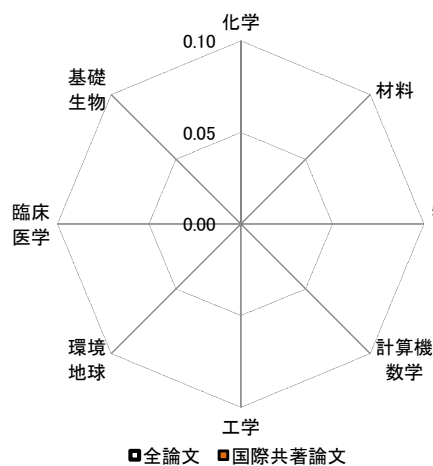 化学
0.10
基礎
生物
材料
0.05
臨床
医学
0.00
環境
地球
計算機
数学
工学
全論文 国際共著論文